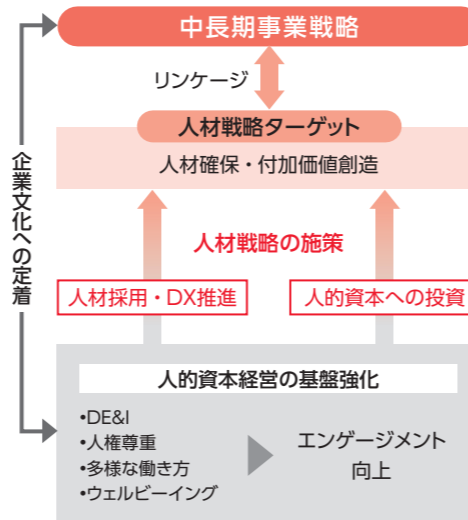 中長期事業戦略
リンケージ
人材戦略ターゲット
人材確保・付加価値創造
企業文化への定着
人材戦略の施策
人材採用・DX推進
人的資本への投資
人的資本経営の基盤強化
•DE&I
•人権尊重
•多様な働き方
•ウェルビーイング
エンゲージメント
向上